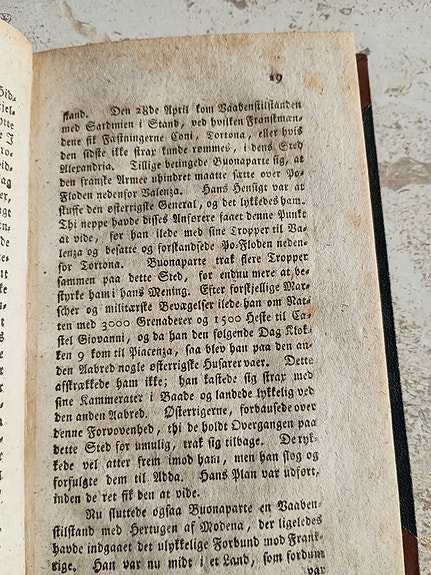 19
stand. Den 28de April kom Vaabenstilstanden
med Sardinien i Stand, ved hvilken Franskmæn-
dene fik Fæstningerne Coni, Tortona, eller hvis
den sidste ikke strax kunde rømmes, i dens Sted
Alexandria. Tillige betingede Buonaparte sig, at
den franske Armee uhindret maatte sætte over Po-
Floden nedenfor Valenza. Hans Hensigt var at
skuffe den østerrigske General, og det lykkedes ham.
Thi neppe havde disses Anførere faaet denne Punkt
at vide, før han ilede med sine Tropper til Va-
lenza og besatte og forskandsede Po-Floden neden-
for Tortona. Buonaparte trak flere Tropper
sammen paa dette Sted, for endnu mere at be-
styrke ham i hans Mening. Efter forskjellige Mar-
scher og militærske Bevægelser ilede han om Nat-
ten med 3000 Grenaderer og 1500 Heste til Ca-
stel Giovanni, og da han den følgende Dag Klok-
ken 9 kom til Piacenza, saa blev han paa den an-
den Aabred nogle østerrigske Husarer vaer. Dette
afskrækkede ham ikke; han kastede sig strax med
sine Kammerater i Baade og landede lykkelig ved
den anden Aabred. Østerrigerne, forbausede over
denne Forvovenhed, thi de holdt Overgangen paa
dette Sted for umulig, trak sig tilbage. De ryk-
kede vel atter frem imod ham, men han slog og
forfulgte dem til Adda. Hans Plan var udført,
inden de ret fik den at vide.
Nu sluttede ogsaa Buonaparte en Vaaben-
stilstand med Hertugen af Modena, der ligeledes
havde indgaaet det ulykkelige Forbund mod Frank-
rige. Han var nu midt i et Land, som fordum
var